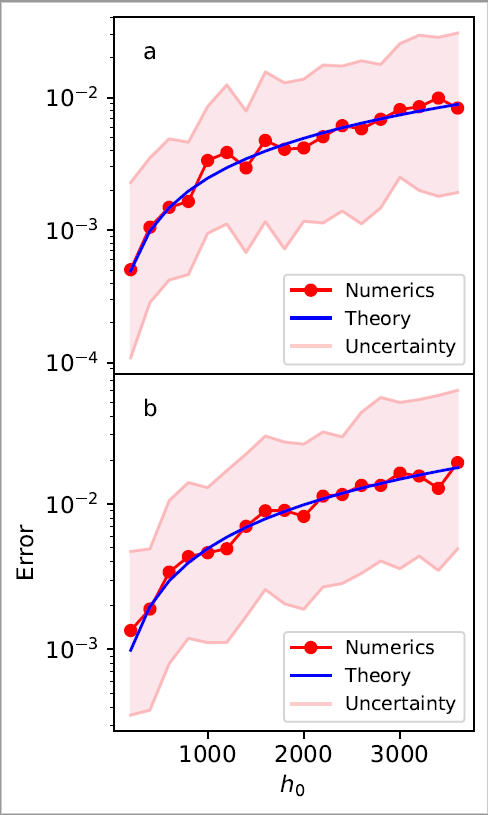 a
10⁻²
10⁻³
10⁻⁴
Numerics
Theory
Uncertainty
b
10⁻²
10⁻³
Error
Numerics
Theory
Uncertainty
1000 2000 3000
h₀